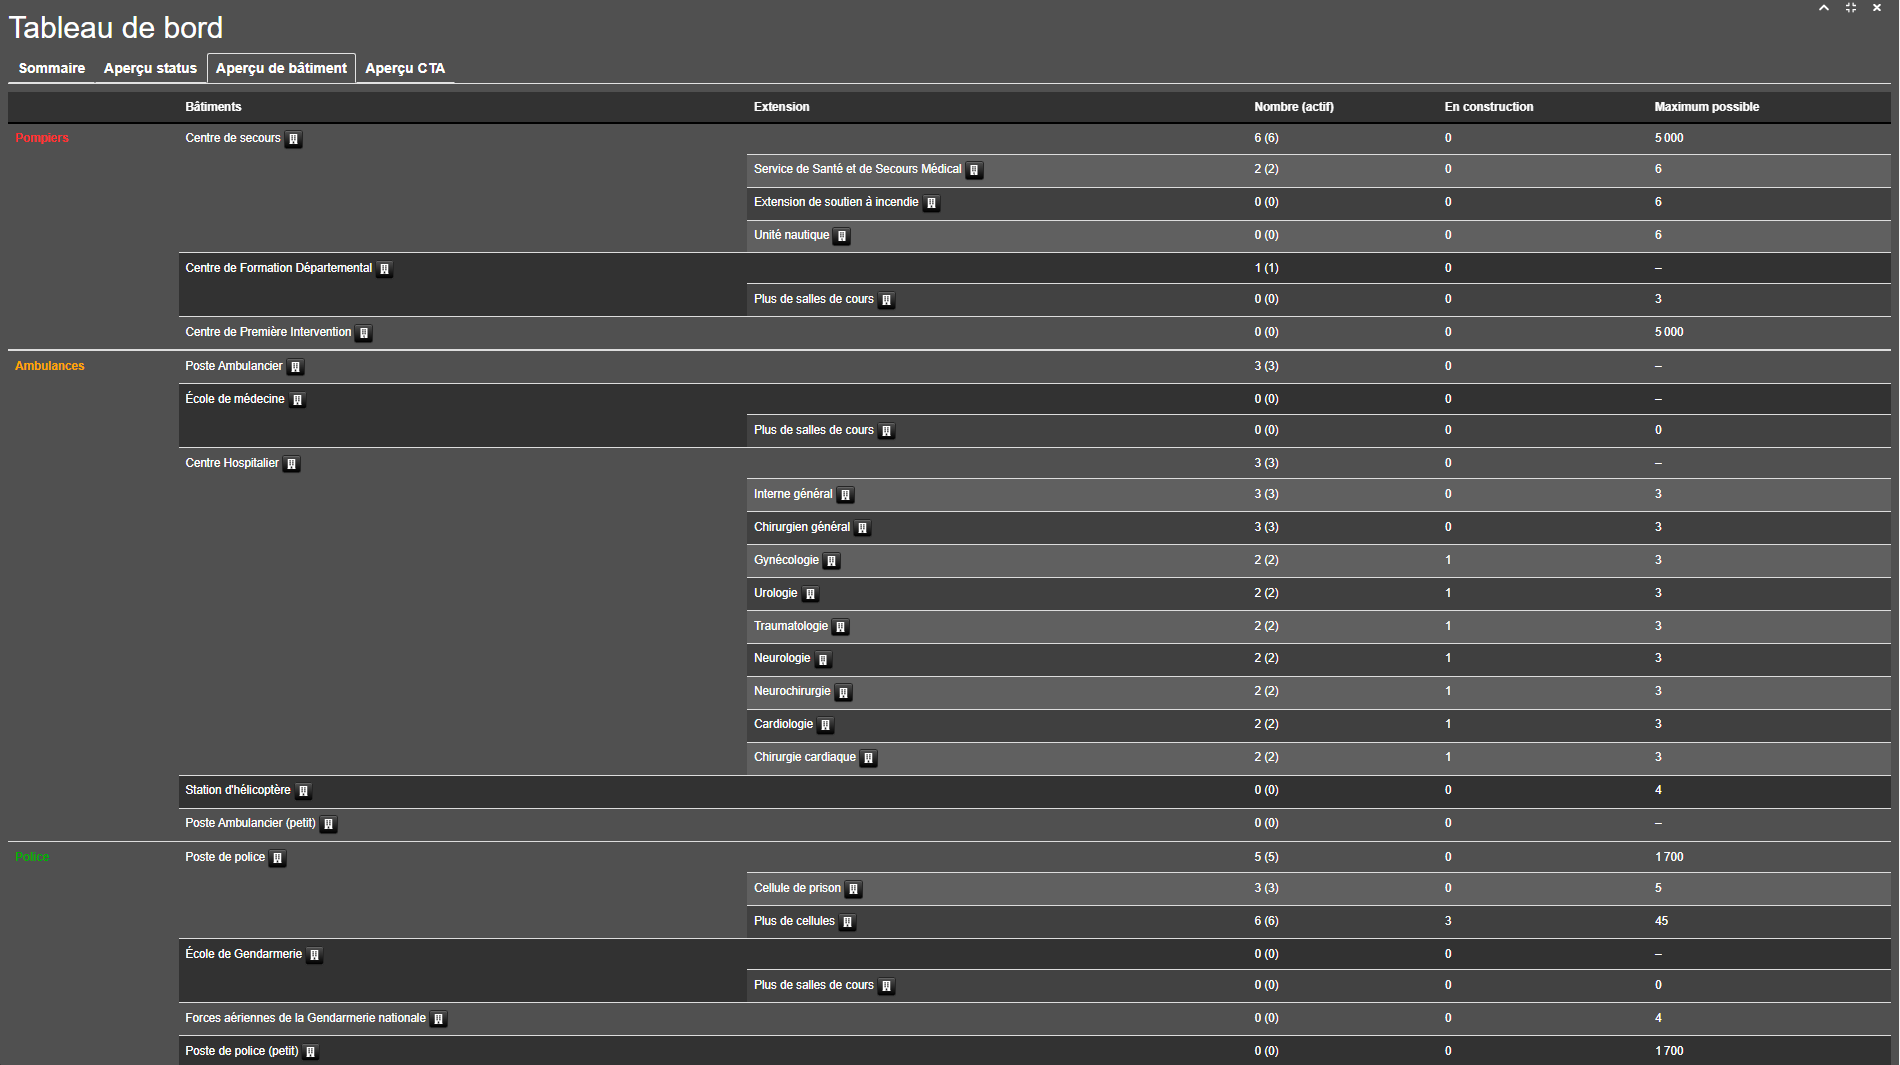 Tableau de bord
Sommaire Aperçu status Aperçu de bâtiment Aperçu CTA
Bâtiments Extension Nombre (actif) En construction Maximum possible
Pompiers Centre de secours 6 (6) 0 5 000
Service de Santé et de Secours Médical 2 (2) 0 6
Extension de soutien à incendie 0 (0) 0 6
Unité nautique 0 (0) 0 6
Centre de Formation Départemental 1 (1) 0 –
Plus de salles de cours 0 (0) 0 3
Centre de Première Intervention 0 (0) 0 5 000
Ambulances Poste Ambulancier 3 (3) 0 –
École de médecine 0 (0) 0 –
Plus de salles de cours 0 (0) 0 0
Centre Hospitalier 3 (3) 0 –
Interne général 3 (3) 0 3
Chirurgien général 3 (3) 0 3
Gynécologie 2 (2) 1 3
Urologie 2 (2) 1 3
Traumatologie 2 (2) 1 3
Neurologie 2 (2) 1 3
Neurochirurgie 2 (2) 1 3
Cardiologie 2 (2) 1 3
Chirurgie cardiaque 2 (2) 1 3
Station d'hélicoptère 0 (0) 0 4
Poste Ambulancier (petit) 0 (0) 0 –
Police Poste de police 5 (5) 0 1 700
Cellule de prison 3 (3) 0 5
Plus de cellules 6 (6) 3 45
École de Gendarmerie 0 (0) 0 –
Plus de salles de cours 0 (0) 0 0
Forces aériennes de la Gendarmerie nationale 0 (0) 0 4
Poste de police (petit) 0 (0) 0 1 700